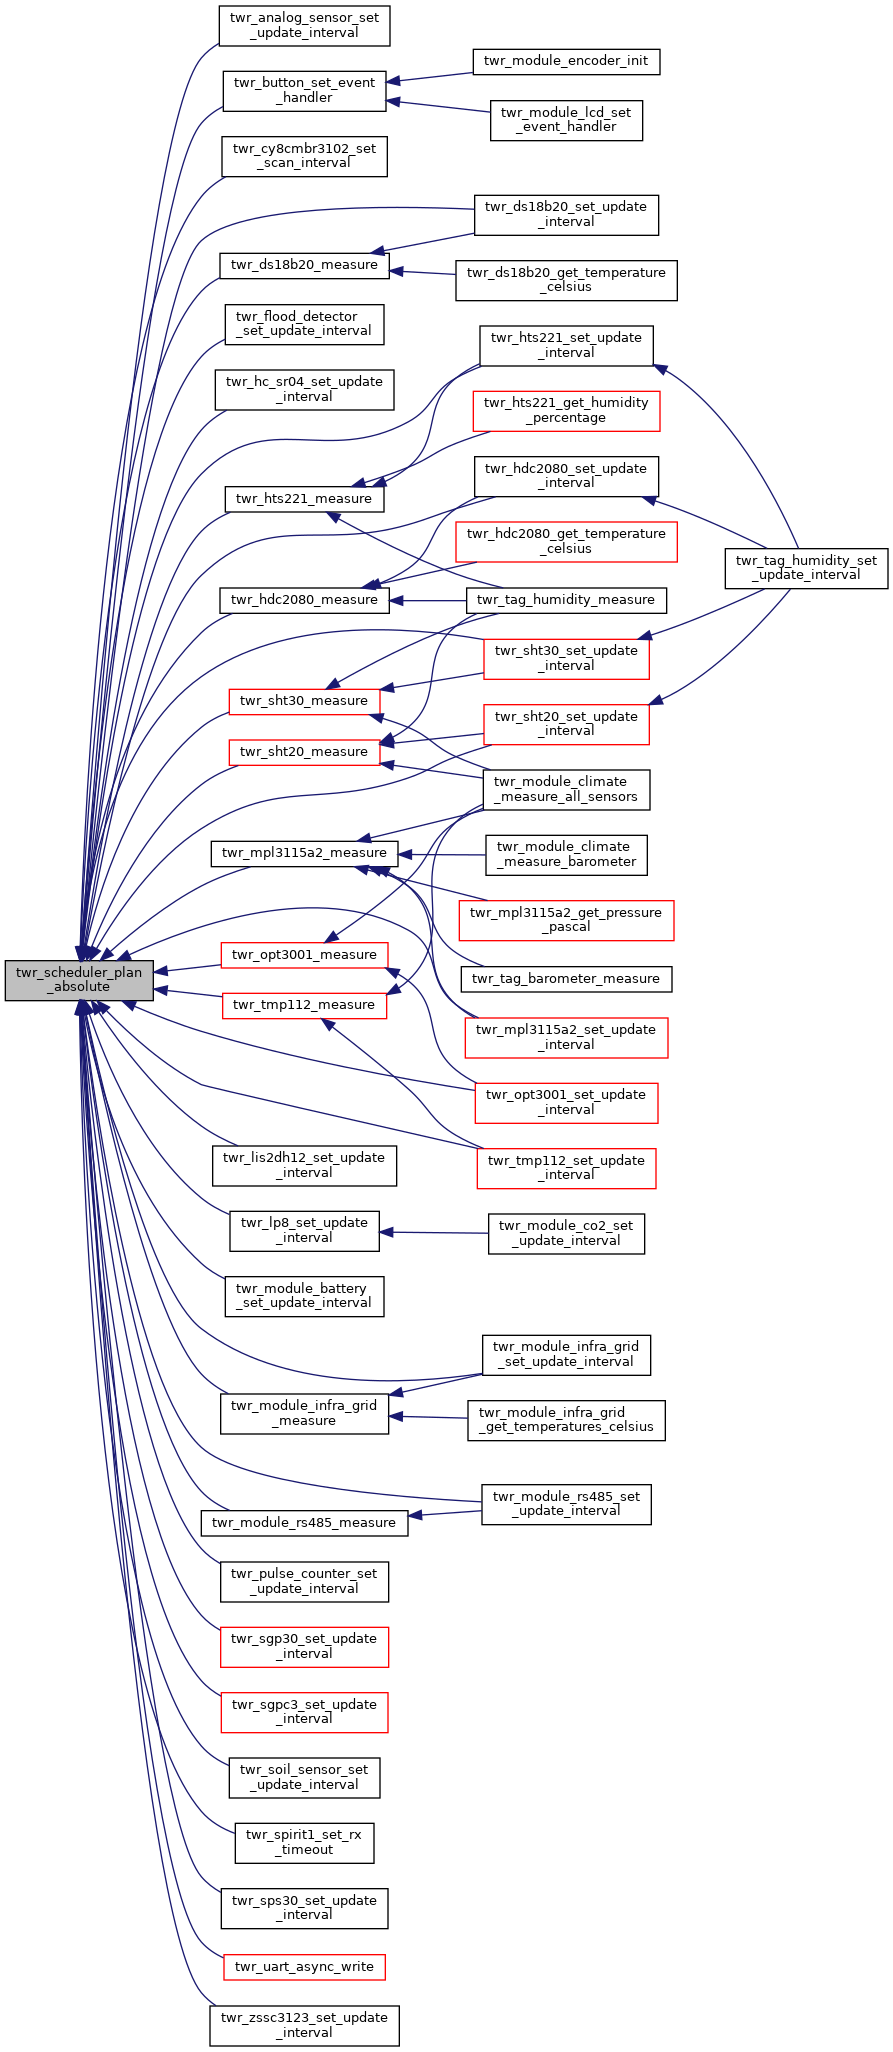 twr_analog_sensor_set
_update_interval
twr_button_set_event
_handler
twr_module_encoder_init
twr_module_lcd_set
_event_handler
twr_cy8cmbr3102_set
_scan_interval
twr_ds18b20_set_update
_interval
twr_ds18b20_measure
twr_ds18b20_get_temperature
_celsius
twr_flood_detector
_set_update_interval
twr_hts221_set_update
_interval
twr_hc_sr04_set_update
_interval
twr_hts221_get_humidity
_percentage
twr_hdc2080_set_update
_interval
twr_hts221_measure
twr_hdc2080_get_temperature
_celsius
twr_tag_humidity_set
_update_interval
twr_hdc2080_measure
twr_tag_humidity_measure
twr_sht30_set_update
_interval
twr_sht30_measure
twr_sht20_set_update
_interval
twr_sht20_measure
twr_module_climate
_measure_all_sensors
twr_mpl3115a2_measure
twr_module_climate
_measure_barometer
twr_mpl3115a2_get_pressure
_pascal
twr_opt3001_measure
twr_scheduler_plan
_absolute
twr_tag_barometer_measure
twr_tmp112_measure
twr_mpl3115a2_set_update
_interval
twr_opt3001_set_update
_interval
twr_lis2dh12_set_update
_interval
twr_tmp112_set_update
_interval
twr_lp8_set_update
_interval
twr_module_co2_set
_update_interval
twr_module_battery
_set_update_interval
twr_module_infra_grid
_set_update_interval
twr_module_infra_grid
_measure
twr_module_infra_grid
_get_temperatures_celsius
twr_module_rs485_set
_update_interval
twr_module_rs485_measure
twr_pulse_counter_set
_update_interval
twr_sgp30_set_update
_interval
twr_sgpc3_set_update
_interval
twr_soil_sensor_set
_update_interval
twr_spirit1_set_rx
_timeout
twr_sps30_set_update
_interval
twr_uart_async_write
twr_zssc3123_set_update
_interval